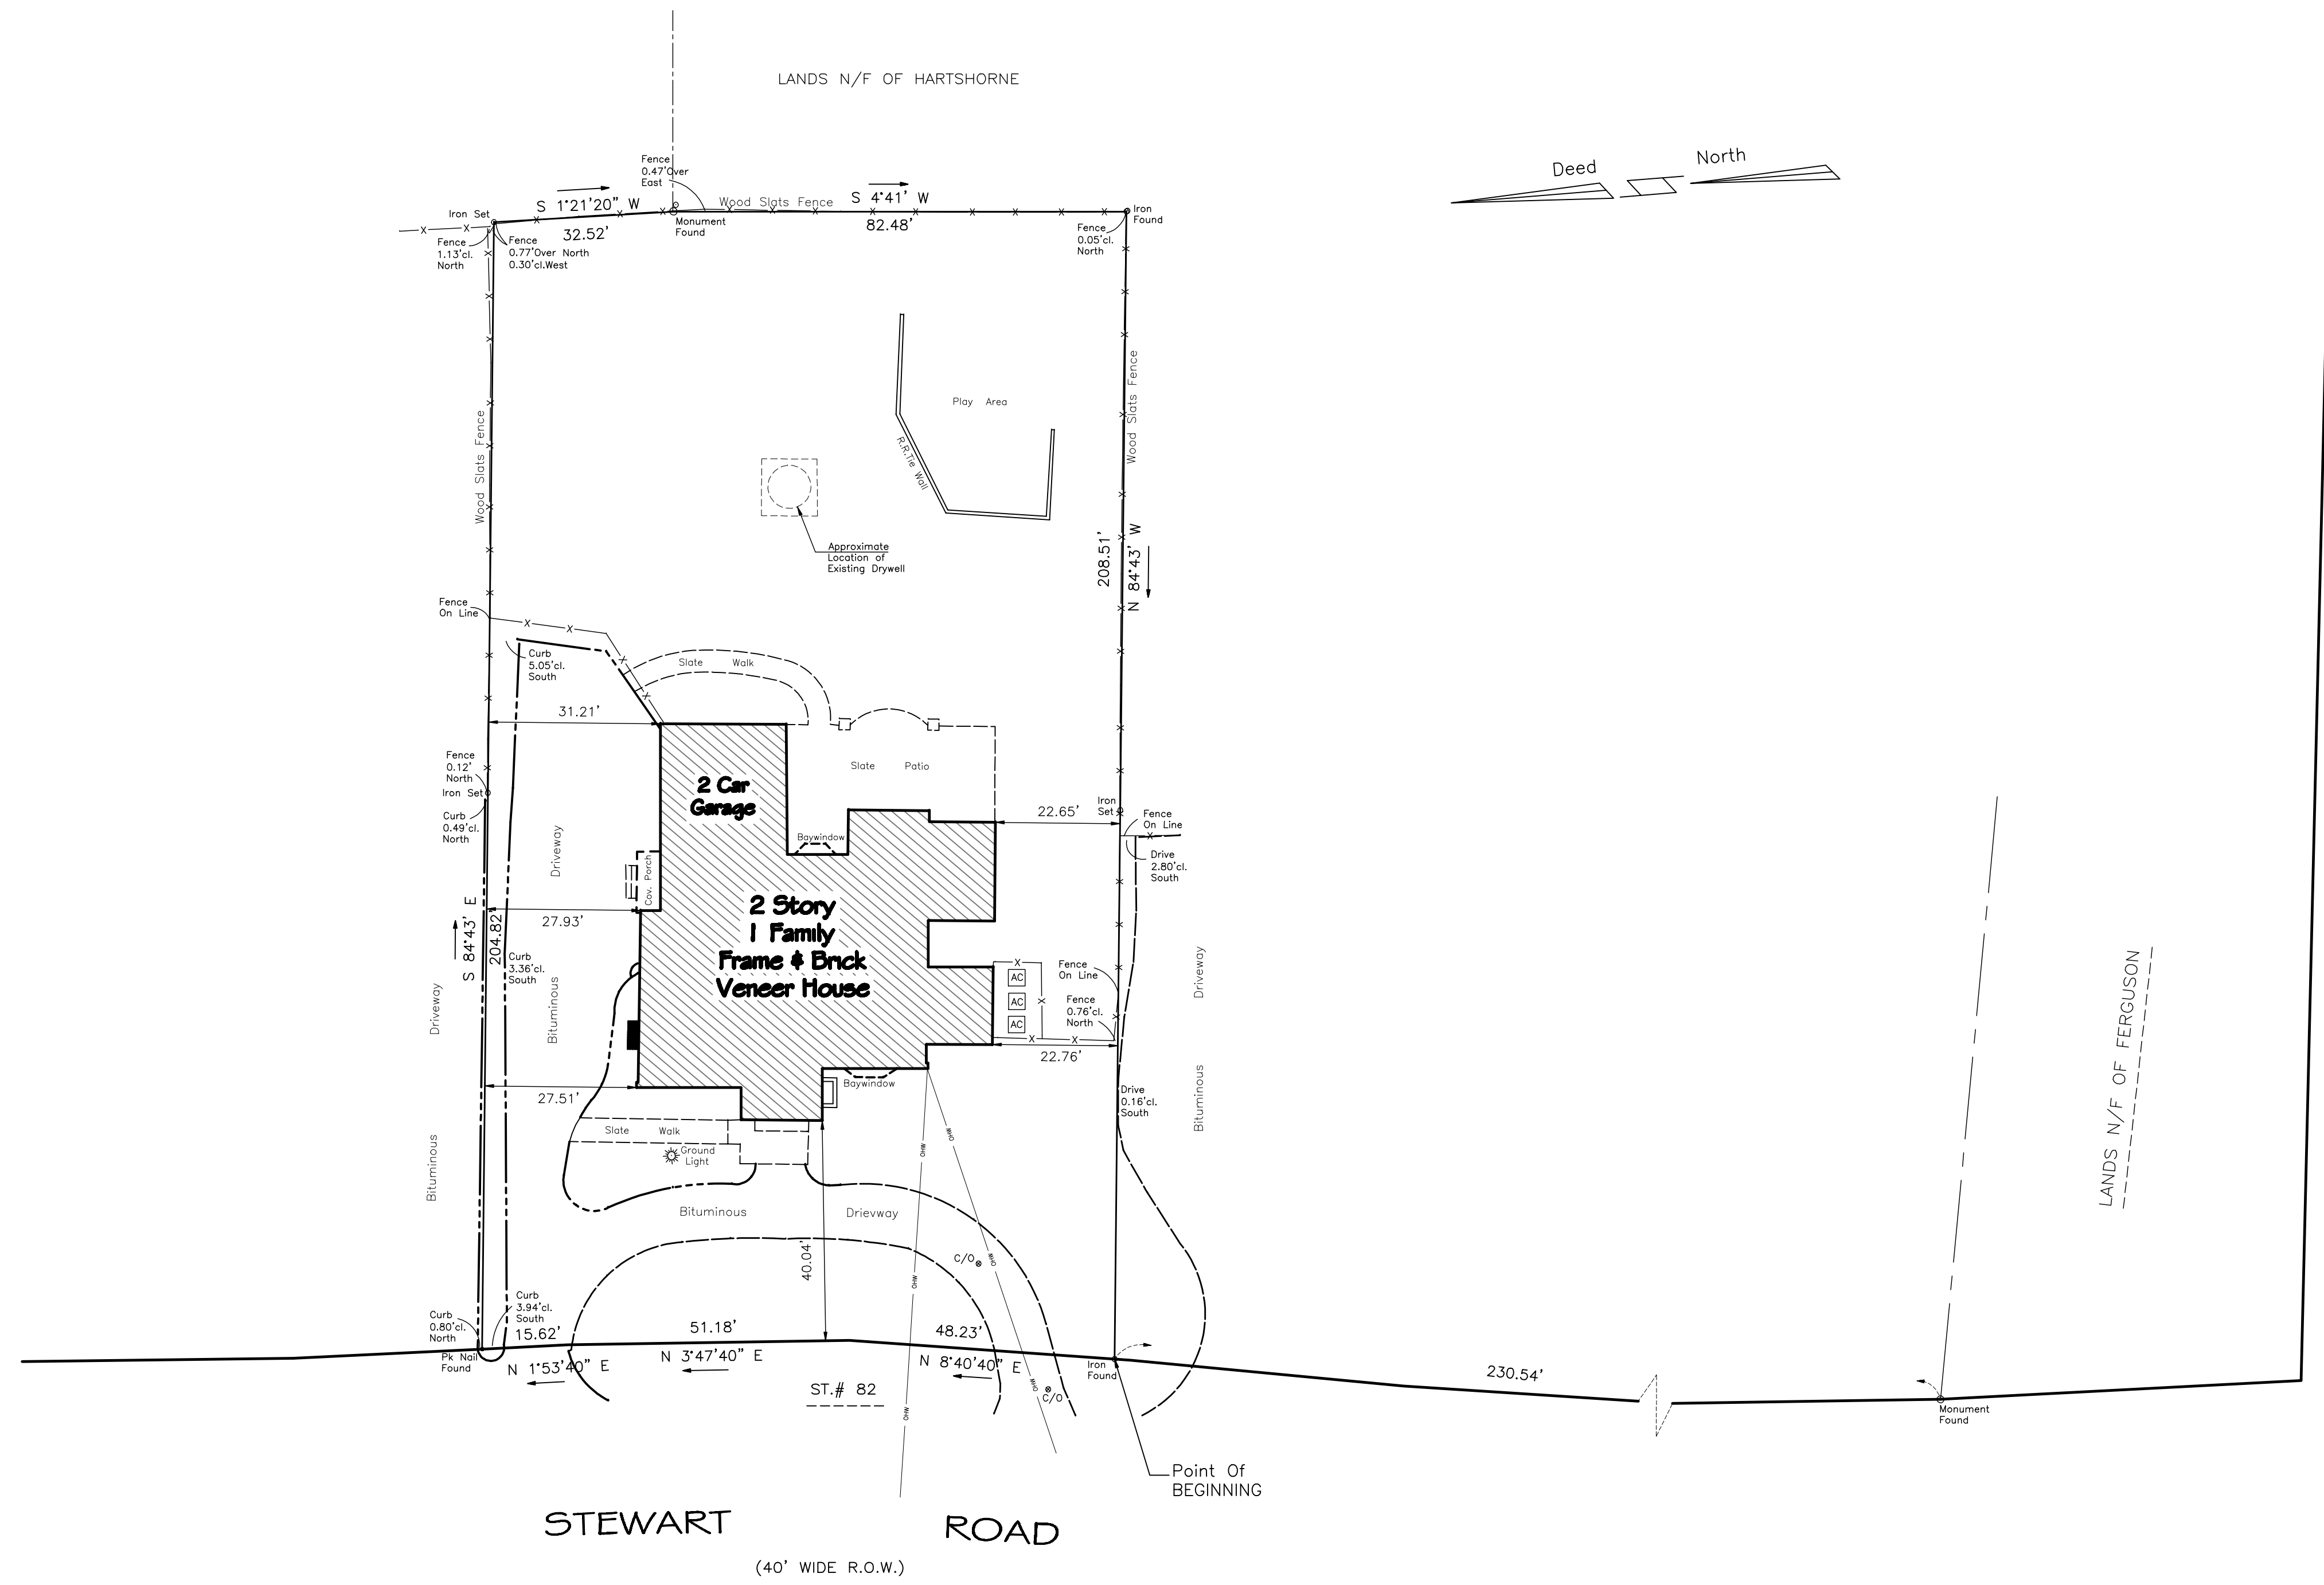 LANDS N/F OF HARTSHORNE
Deed North
Fence
0.47'Over
East
S 1°21'20" W
Wood Slats Fence
S 4°41' W
Iron Set
32.52'
Monument
Found
82.48'
Iron
Found
Fence
1.13'cl.
North
Fence
0.77'Over North
0.30'cl.West
Fence
0.05'cl.
North
Wood Slats Fence
Play Area
R.R.Tie Wall
Wood Slats Fence
208.51'
N 84°43' W
Approximate
Location of
Existing Drywell
Fence
On Line
Curb
5.05'cl.
South
Slate Walk
31.21'
Fence
0.12'
North
Iron Set
Curb
0.49'cl.
North
Driveway
2 Car
Garage
Slate Patio
Baywindow
22.65'
Iron
Set
Fence
On Line
Drive
2.80'cl.
South
Cov. Porch
27.93'
S 84°43' E
204.82'
2 Story
1 Family
Frame & Brick
Veneer House
Curb
3.36'cl.
South
Driveway
Bituminous
AC
AC
AC
Fence
On Line
Fence
0.76'cl.
North
22.76'
Driveway
Bituminous
Drive
0.16'cl.
South
27.51'
Baywindow
Slate Walk
Ground
Light
Bituminous
Bituminous Drievway
OHW
OHW
OHW
OHW
OHW
OHW
OHW
C/O
C/O
40.04'
Curb
3.94'cl.
South
Curb
0.80'cl.
North
Pk Nail
Found
15.62'
51.18'
48.23'
N 1°53'40" E
N 3°47'40" E
N 8°40'40" E
ST.# 82
Iron
Found
230.54'
Monument
Found
LANDS N/F OF FERGUSON
Point Of
BEGINNING
STEWART ROAD
(40' WIDE R.O.W.)